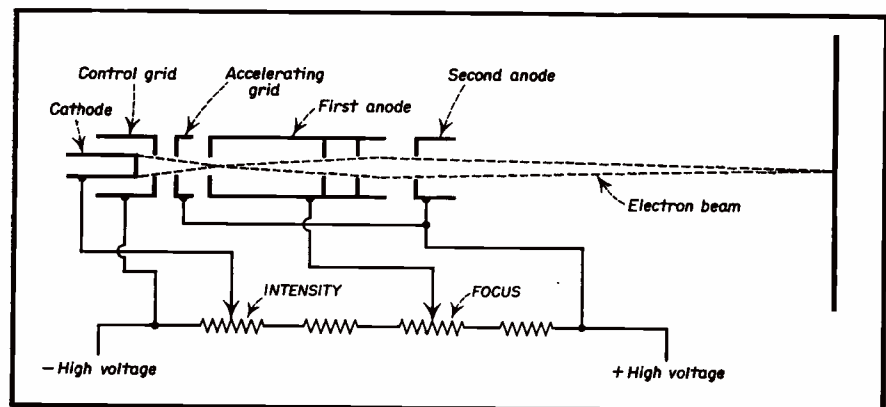 Control grid
Accelerating
grid
Second anode
First anode
Cathode
Electron beam
INTENSITY
FOCUS
— High voltage
+ High voltage